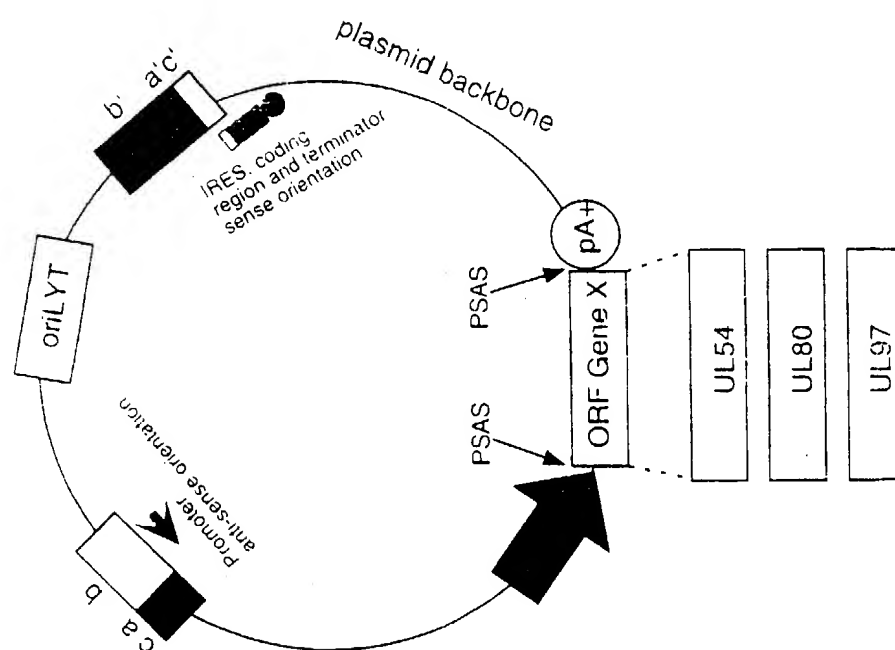 plasmid backbone
b' a'c'
IRES. coding
region and terminator
sense orientation
oriLYT
pA+
PSAS
PSAS
ORF Gene X
UL54
UL80
UL97
Promoter
anti-sense orientation
b
c a